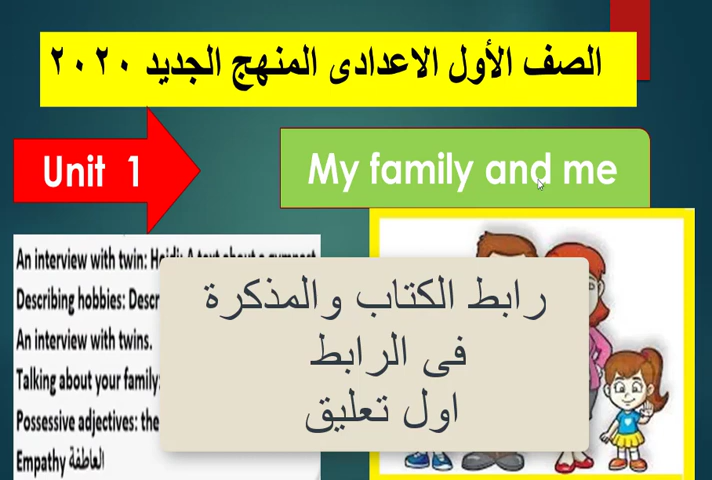 الصف الأول الاعدادى المنهج الجديد ٢٠٢٠
Unit 1
My family and me
An interview with twin: Heidi: A text about a gymnast
Describing hobbies: Descr
An interview with twins.
Talking about your family:
Possessive adjectives: the
Empathy العاطفة
رابط الكتاب والمذكرة
فى الرابط
اول تعليق